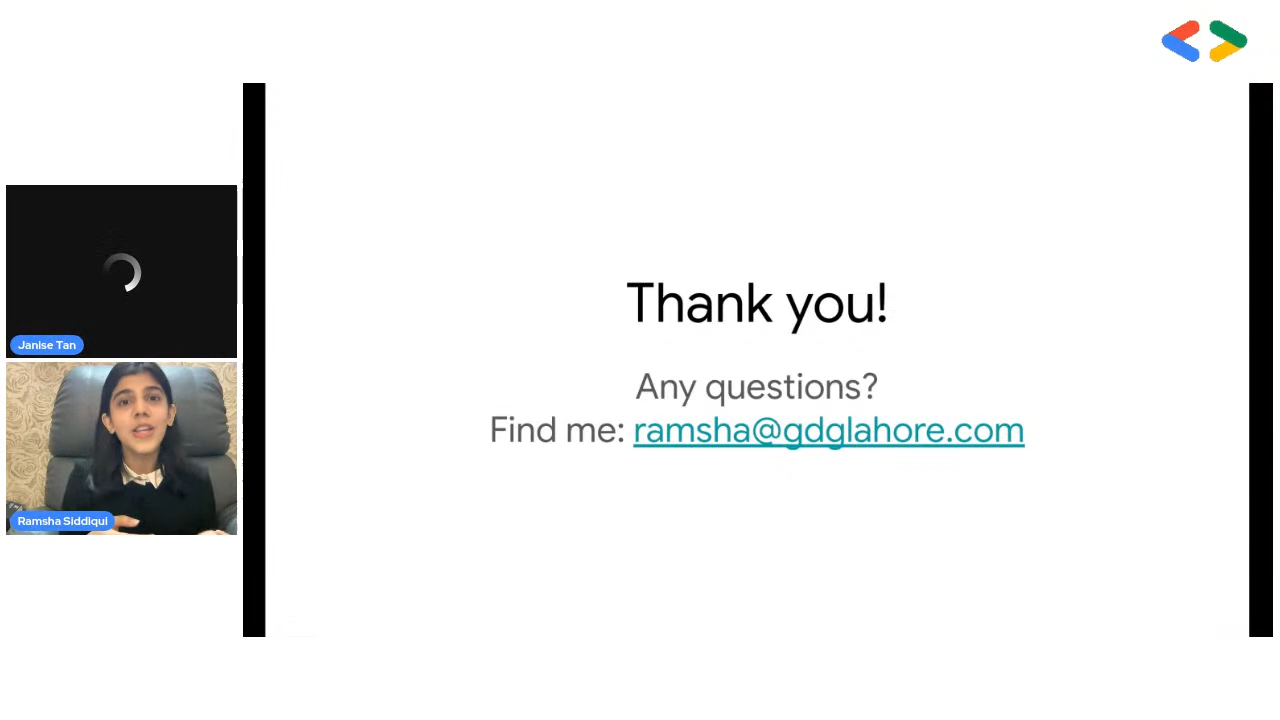 Janise Tan
Ramsha Siddiqui
Thank you!
Any questions?
Find me: ramsha@gdglahore.com